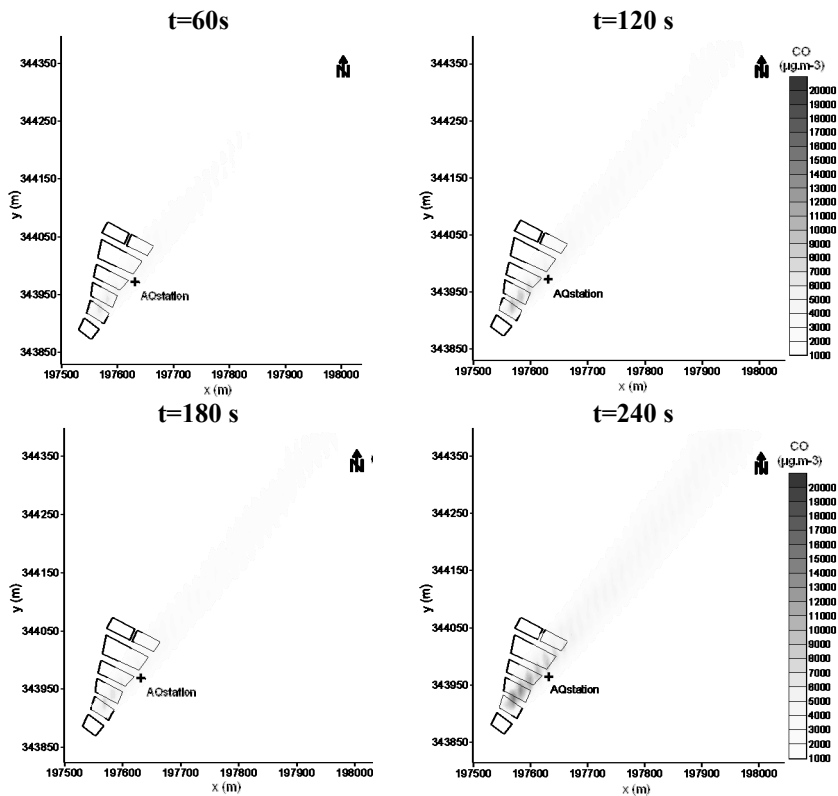 t=60s
t=120 s
344350
344250
344150
344050
343950
343850
y (m)
N
AQstation
197500 197600 197700 197800 197900 198000
x (m)
344350
344250
344150
344050
343950
343850
y (m)
N
AQstation
197500 197600 197700 197800 197900 198000
x (m)
CO
(µg.m-3)
20000
19000
18000
17000
16000
15000
14000
13000
12000
11000
10000
9000
8000
7000
6000
5000
4000
3000
2000
1000
t=180 s
t=240 s
344350
344250
344150
344050
343950
343850
y (m)
N
AQstation
197500 197600 197700 197800 197900 198000
x (m)
344350
344250
344150
344050
343950
343850
y (m)
N
AQstation
197500 197600 197700 197800 197900 198000
x (m)
CO
(µg.m-3)
20000
19000
18000
17000
16000
15000
14000
13000
12000
11000
10000
9000
8000
7000
6000
5000
4000
3000
2000
1000